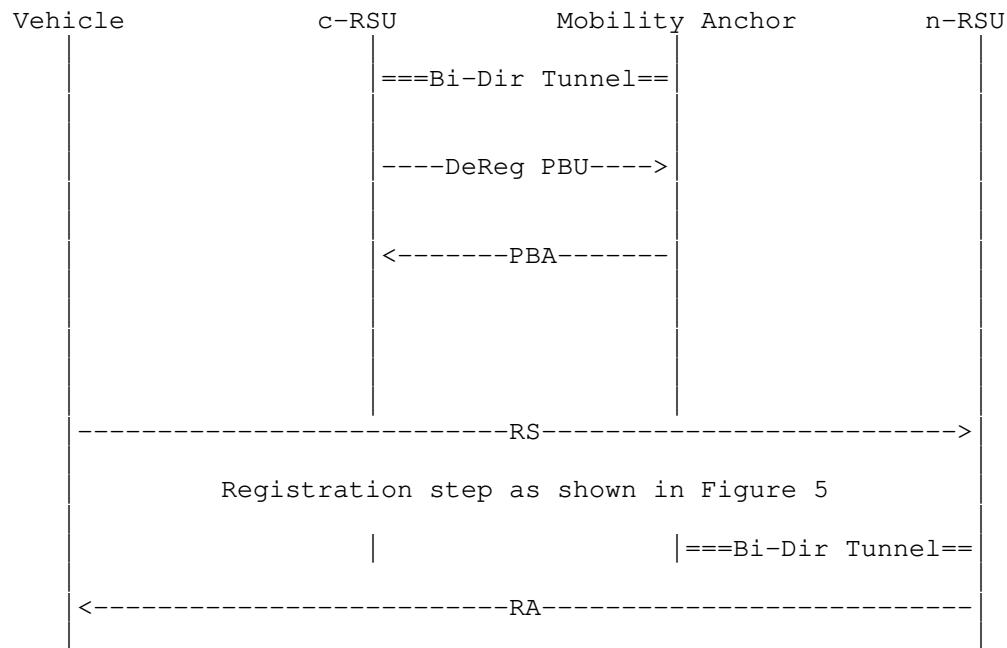 Vehicle c-RSU Mobility Anchor n-RSU
===Bi-Dir Tunnel==
----DeReg PBU---->
<-------PBA-------
---------------------------RS-------------------------->
Registration step as shown in Figure 5
===Bi-Dir Tunnel==
<--------------------------RA---------------------------